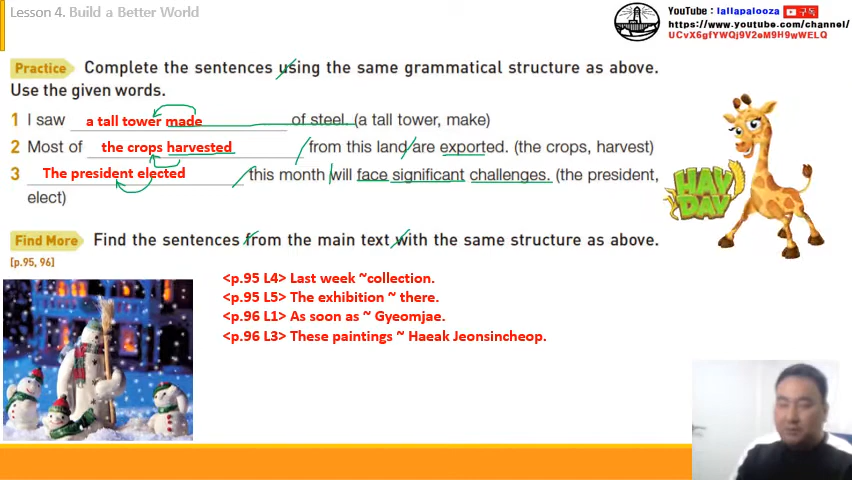 Lesson 4. Build a Better World
YouTube : lallapalooza 구독
https://www.youtube.com/channel/
UCvX6gfYWQj9V2eM9H9wWELQ
Practice Complete the sentences using the same grammatical structure as above.
Use the given words.
1 I saw a tall tower made of steel. (a tall tower, make)
2 Most of the crops harvested from this land are exported. (the crops, harvest)
3 The president elected this month will face significant challenges. (the president,
elect)
HAY
DAY
Find More Find the sentences from the main text with the same structure as above.
[p.95, 96]
<p.95 L4> Last week ~collection.
<p.95 L5> The exhibition ~ there.
<p.96 L1> As soon as ~ Gyeomjae.
<p.96 L3> These paintings ~ Haeak Jeonsincheop.